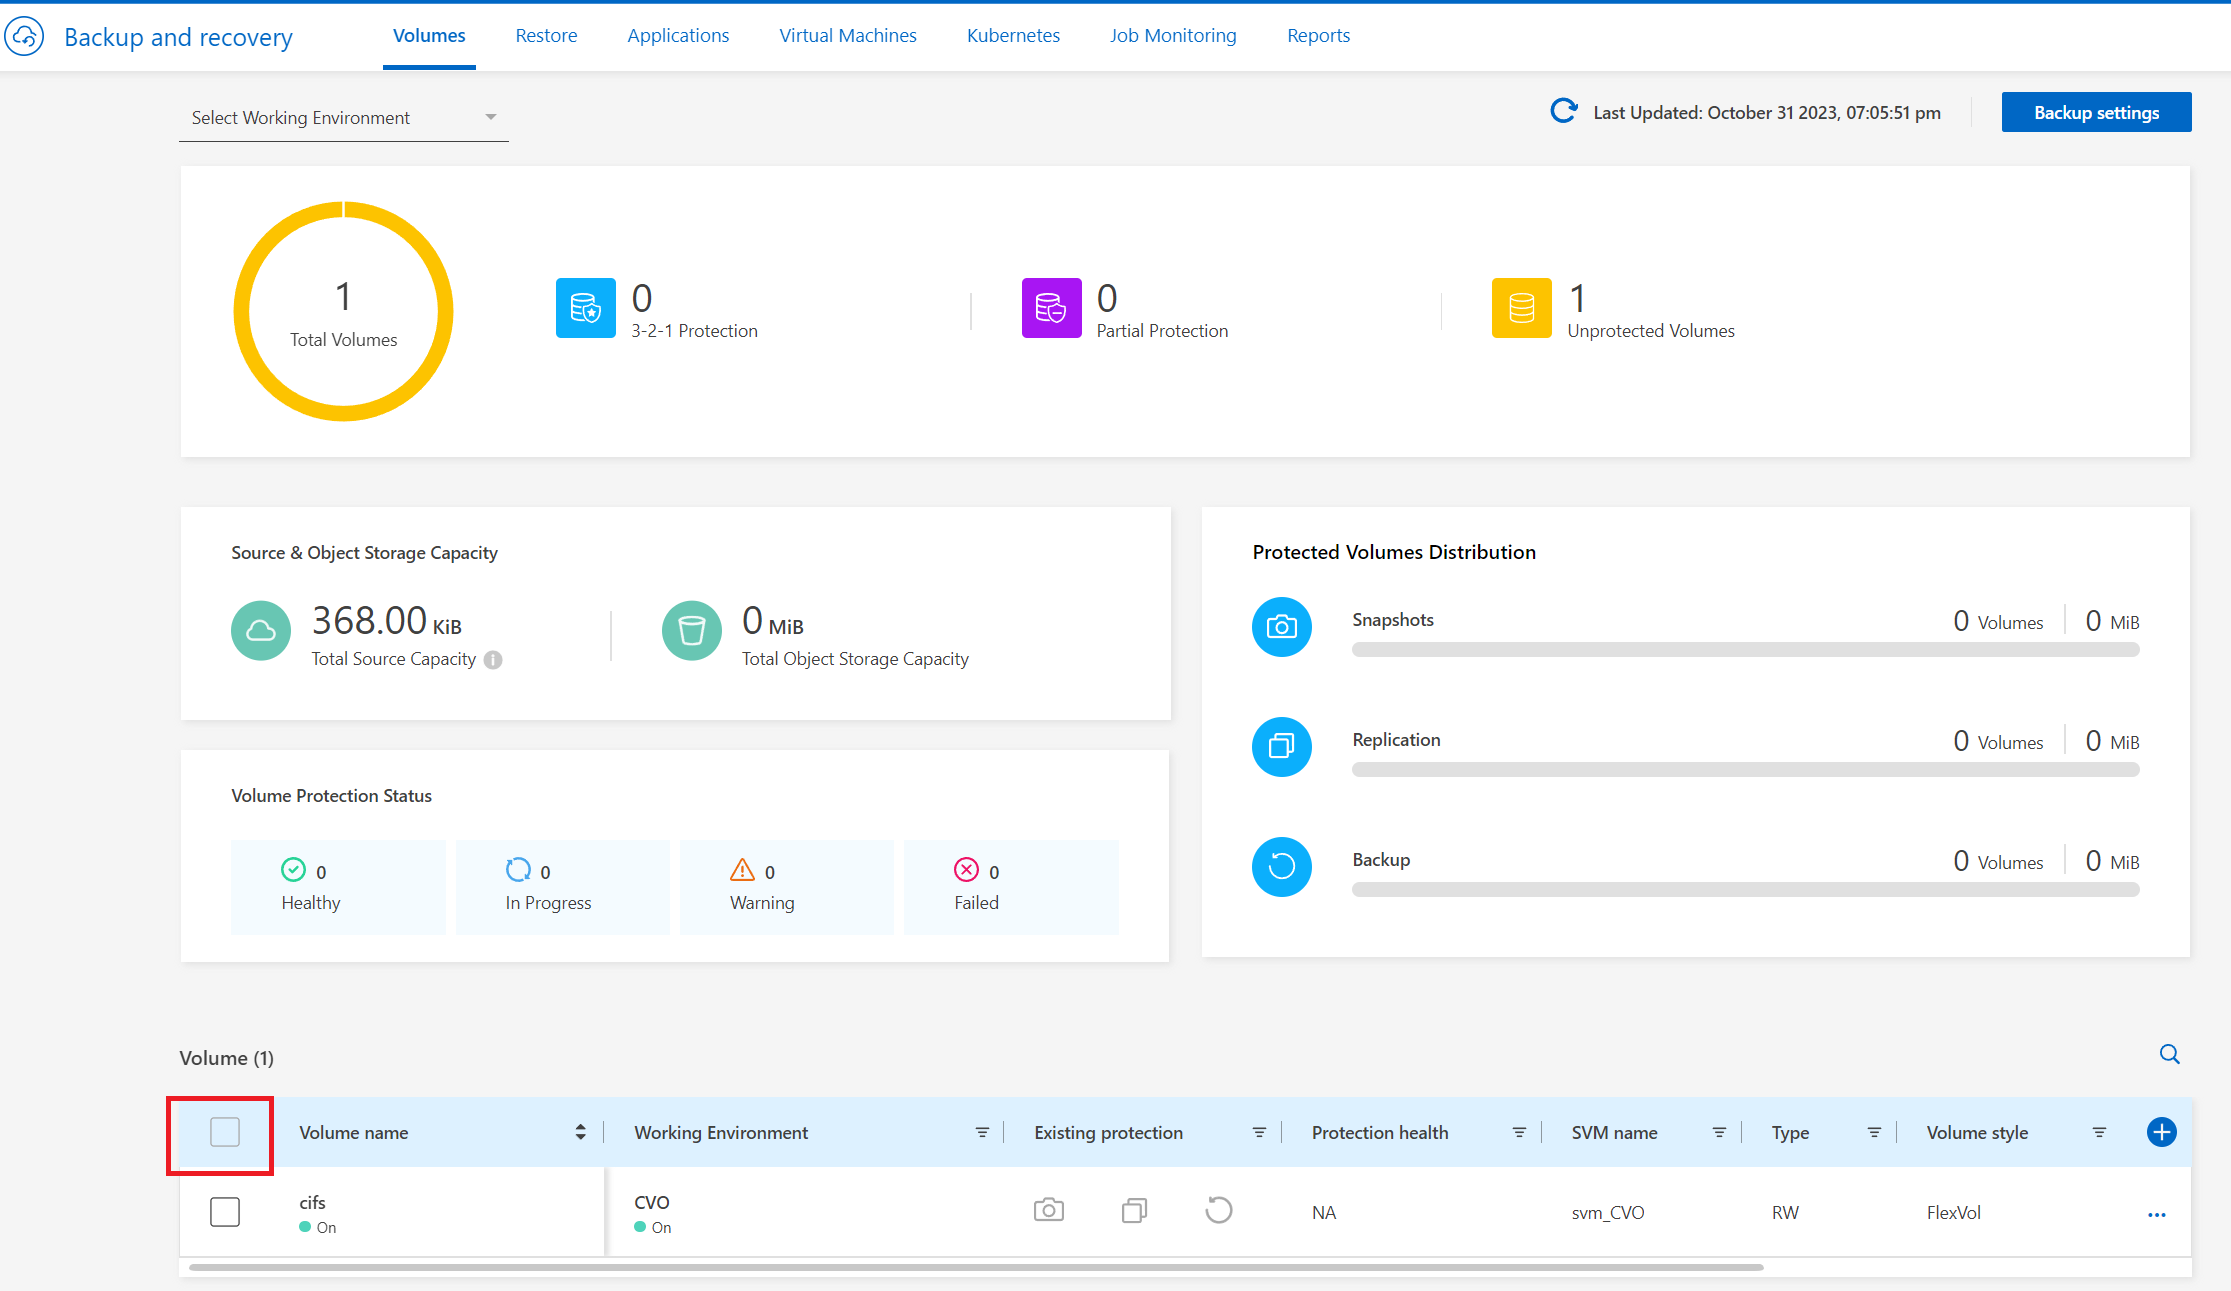 Backup and recovery
Volumes
Restore
Applications
Virtual Machines
Kubernetes
Job Monitoring
Reports
Select Working Environment
Last Updated: October 31 2023, 07:05:51 pm
Backup settings
1
Total Volumes
0
3-2-1 Protection
0
Partial Protection
1
Unprotected Volumes
Source & Object Storage Capacity
368.00 KiB
Total Source Capacity
0 MiB
Total Object Storage Capacity
Protected Volumes Distribution
Snapshots
0 Volumes
0 MiB
Replication
0 Volumes
0 MiB
Backup
0 Volumes
0 MiB
Volume Protection Status
0
Healthy
0
In Progress
0
Warning
0
Failed
Volume (1)
Volume name
Working Environment
Existing protection
Protection health
SVM name
Type
Volume style
cifs
On
CVO
On
NA
svm_CVO
RW
FlexVol